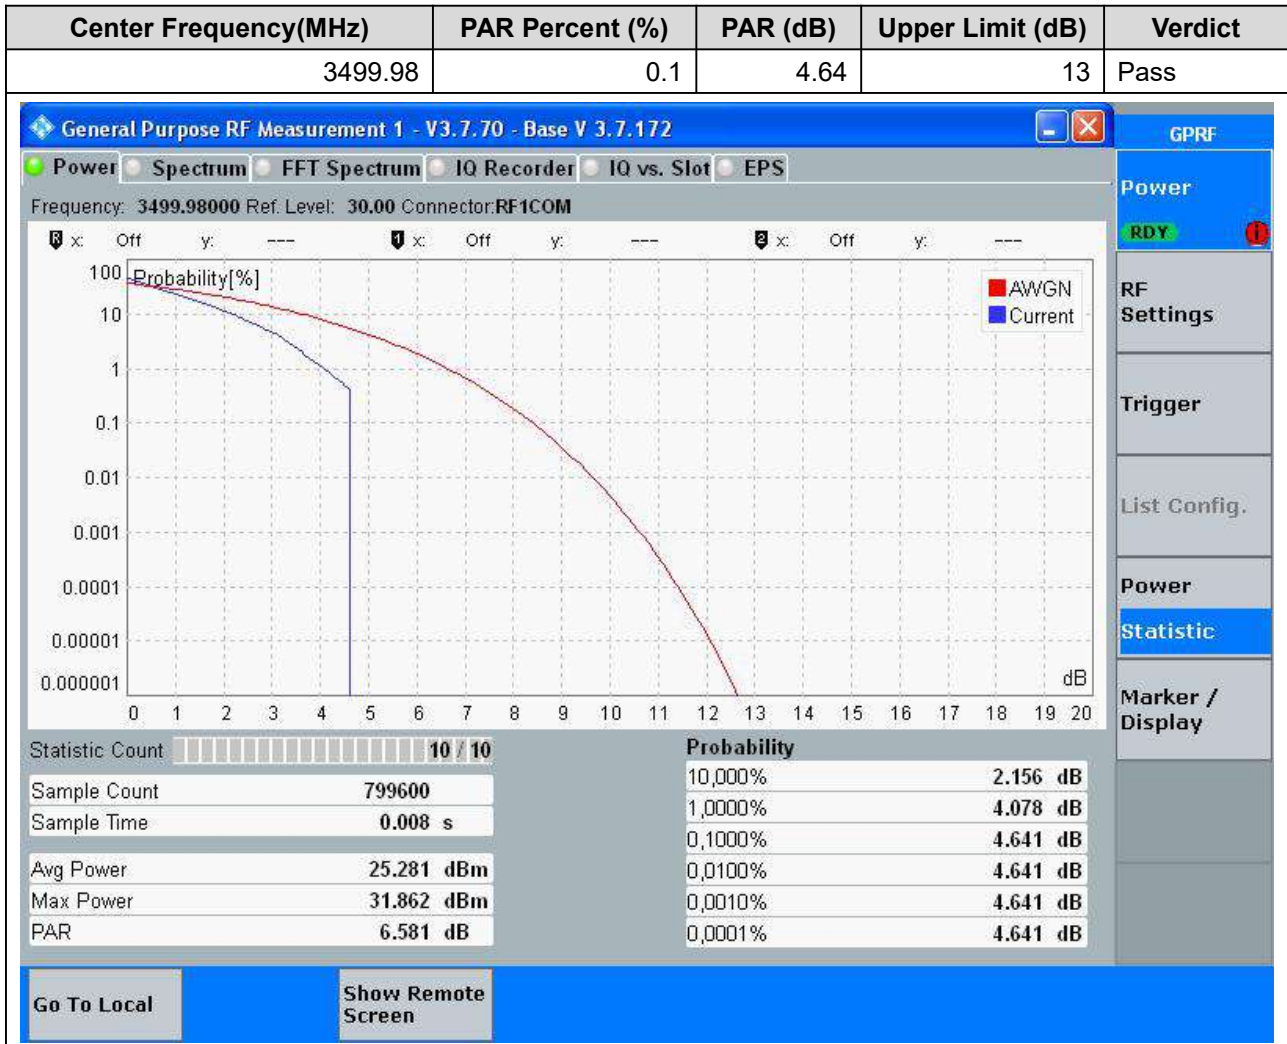 Center Frequency(MHz) PAR Percent (%) PAR (dB) Upper Limit (dB) Verdict
3499.98 0.1 4.64 13 Pass
General Purpose RF Measurement 1 - V3.7.70 - Base V 3.7.172
GPRF
Power Spectrum FFT Spectrum IQ Recorder IQ vs. Slot EPS
Frequency: 3499.98000 Ref. Level: 30.00 Connector:RF1COM
R x: Off y: --- 1 x: Off y: --- 2 x: Off y: ---
Probability[%]
100
10
1
0.1
0.01
0.001
0.0001
0.00001
0.000001
AWGN
Current
dB
0 1 2 3 4 5 6 7 8 9 10 11 12 13 14 15 16 17 18 19 20
Statistic Count 10 / 10
Sample Count 799600
Sample Time 0.008 s
Avg Power 25.281 dBm
Max Power 31.862 dBm
PAR 6.581 dB
Probability
10,000% 2.156 dB
1,0000% 4.078 dB
0,1000% 4.641 dB
0,0100% 4.641 dB
0,0010% 4.641 dB
0,0001% 4.641 dB
Power
RDY
RF
Settings
Trigger
List Config.
Power
Statistic
Marker /
Display
Go To Local
Show Remote
Screen